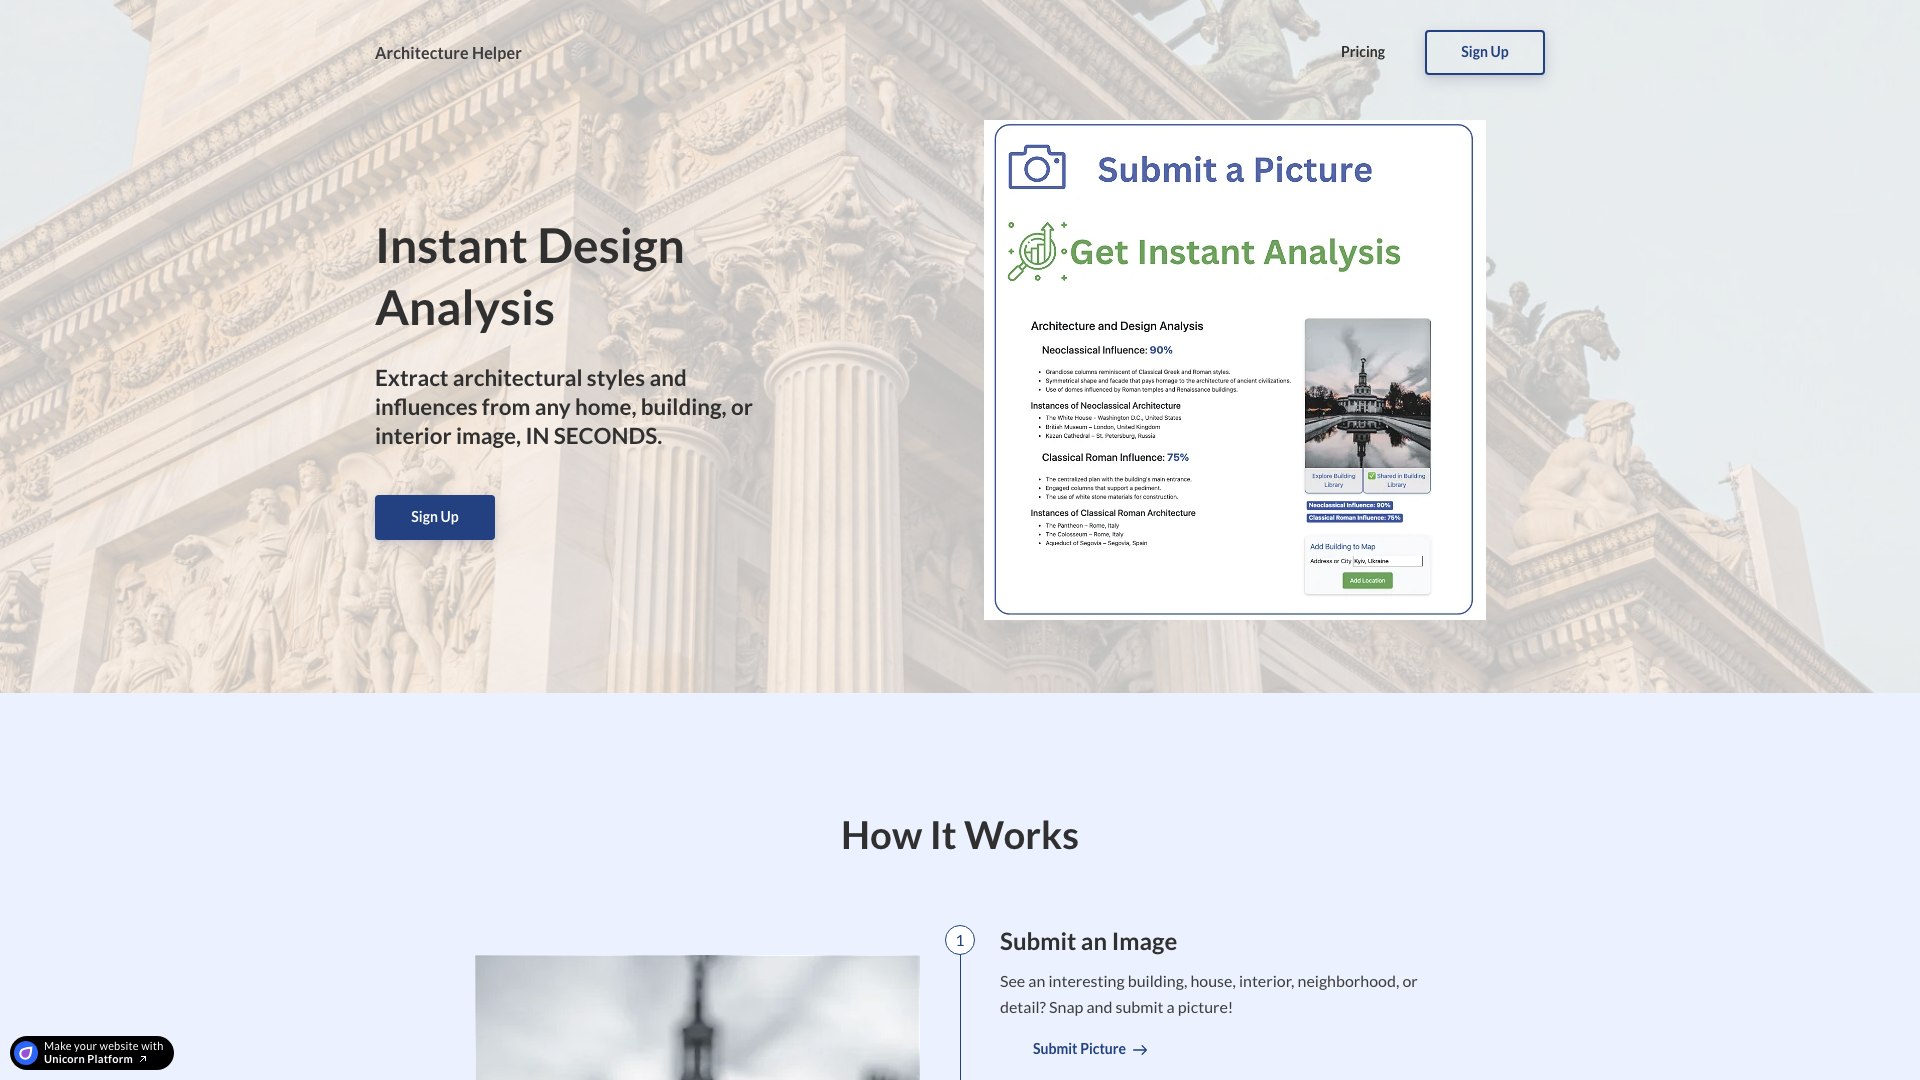 Architecture Helper
Pricing
Sign Up
Instant Design
Analysis
Extract architectural styles and
influences from any home, building, or
interior image, IN SECONDS.
Sign Up
Submit a Picture
Get Instant Analysis
Architecture and Design Analysis
Neoclassical Influence: 90%
• Grandiose columns reminiscent of Classical Greek and Roman styles.
• Symmetrical shape and facade that pays homage to the architecture of ancient civilizations.
• Use of domes influenced by Roman temples and Renaissance buildings.
Instances of Neoclassical Architecture
• The White House - Washington D.C., United States
• British Museum – London, United Kingdom
• Kazan Cathedral – St. Petersburg, Russia
Classical Roman Influence: 75%
• The centralized plan with the building's main entrance.
• Engaged columns that support a pediment.
• The use of white stone materials for construction.
Instances of Classical Roman Architecture
• The Pantheon – Rome, Italy
• The Colosseum – Rome, Italy
• Aqueduct of Segovia – Segovia, Spain
Explore Building
Library
✅ Shared in Building
Library
Neoclassical Influence: 90%
Classical Roman Influence: 75%
Add Building to Map
Address or City Kyiv, Ukraine
Add Location
How It Works
1
Submit an Image
See an interesting building, house, interior, neighborhood, or
detail? Snap and submit a picture!
Submit Picture →
Make your website with
Unicorn Platform ↗